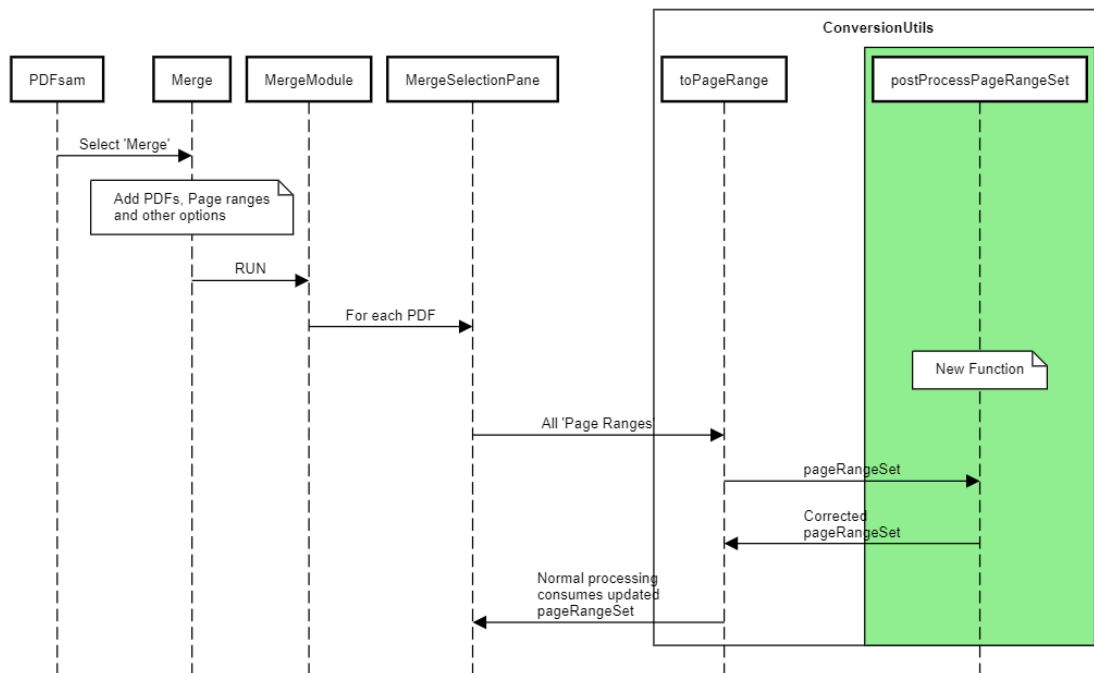 ConversionUtils
PDFsam
Merge
MergeModule
MergeSelectionPane
toPageRange
postProcessPageRangeSet
Select 'Merge'
Add PDFs, Page ranges
and other options
RUN
For each PDF
New Function
All 'Page Ranges'
pageRangeSet
Corrected
pageRangeSet
Normal processing
consumes updated
pageRangeSet